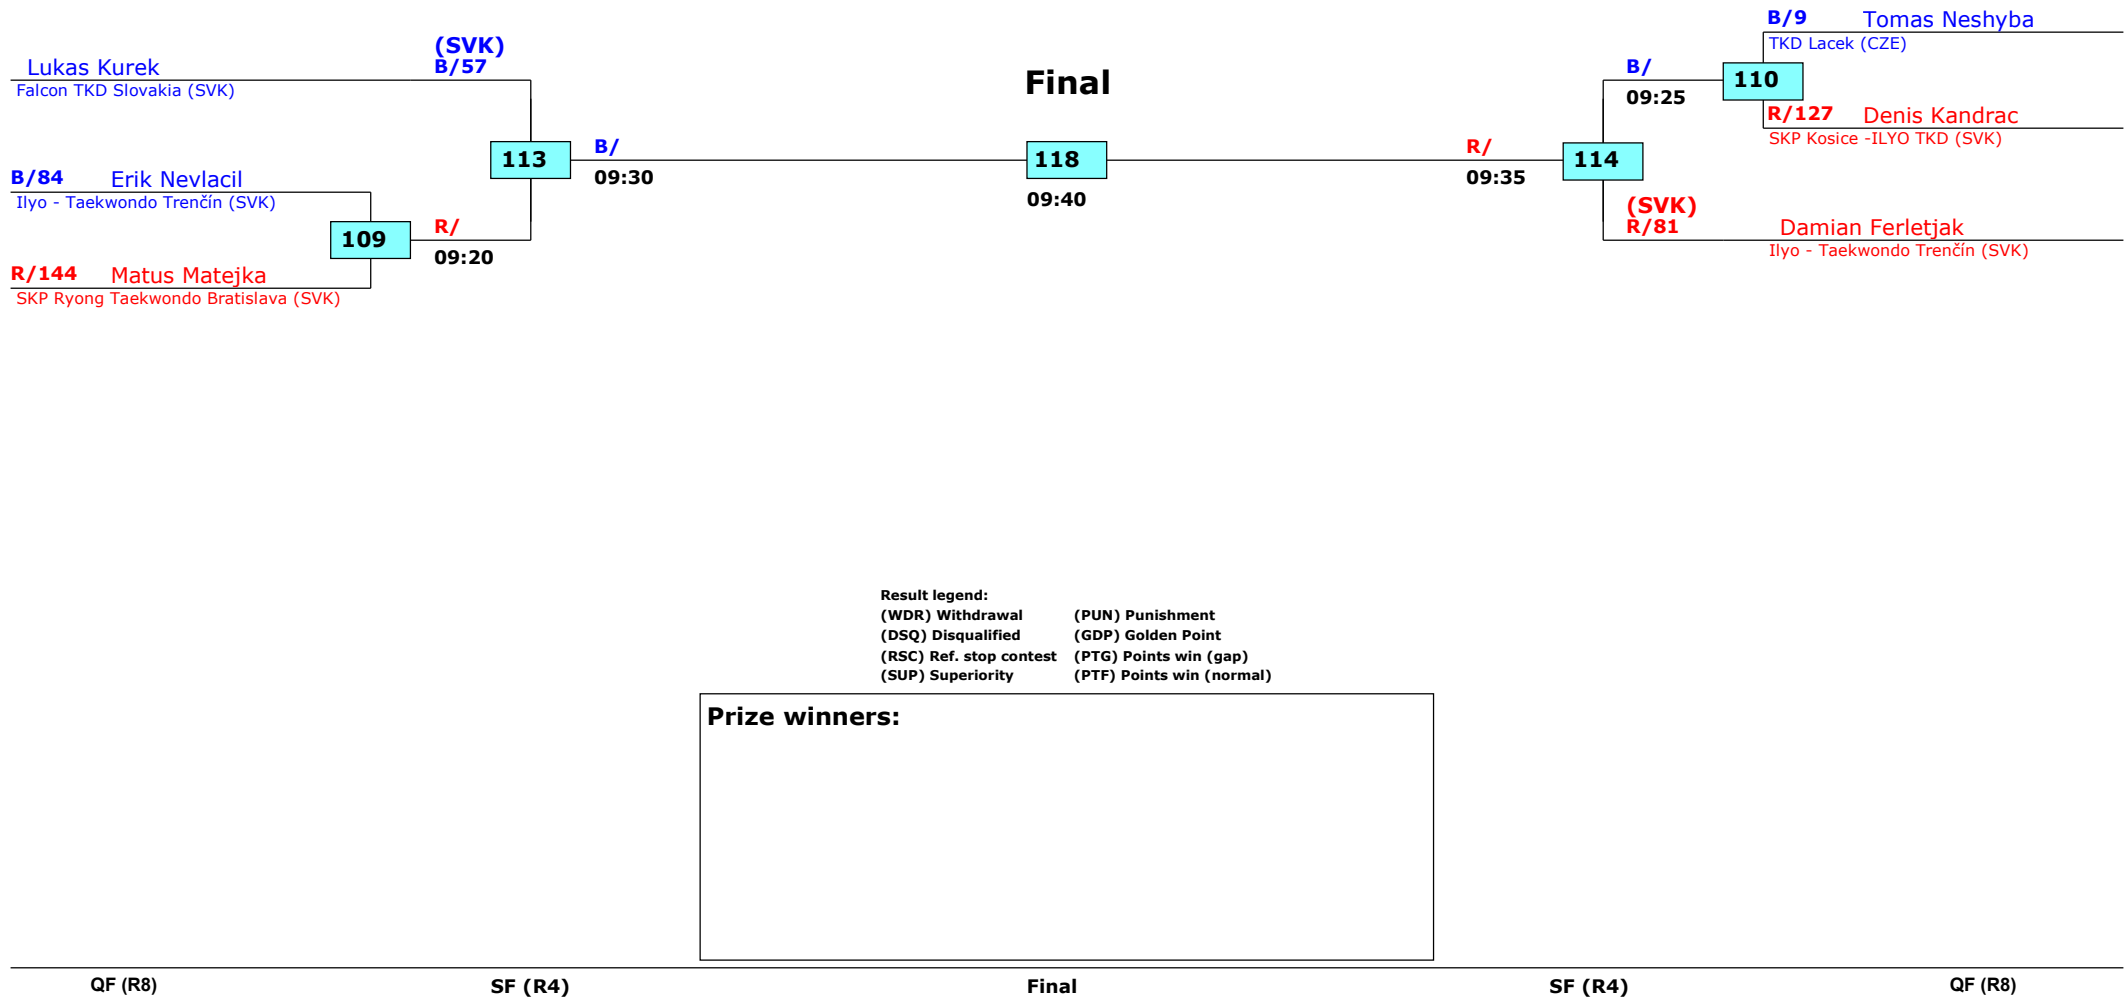 B/9 Tomas Neshyba
TKD Lacek (CZE)
(SVK)
Lukas Kurek B/57
Falcon TKD Slovakia (SVK)
Final
B/ 110
09:25
R/127 Denis Kandrac
SKP Kosice -ILYO TKD (SVK)
113 B/ 118 R/ 114
09:30 09:35
09:40
B/84 Erik Nevlacil
Ilyo - Taekwondo Trenčín (SVK)
(SVK)
109 R/ R/81 Damian Ferletjak
09:20 Ilyo - Taekwondo Trenčín (SVK)
R/144 Matus Matejka
SKP Ryong Taekwondo Bratislava (SVK)
Result legend:
(WDR) Withdrawal (PUN) Punishment
(DSQ) Disqualified (GDP) Golden Point
(RSC) Ref. stop contest (PTG) Points win (gap)
(SUP) Superiority (PTF) Points win (normal)
Prize winners:
QF (R8) SF (R4) Final SF (R4) QF (R8)